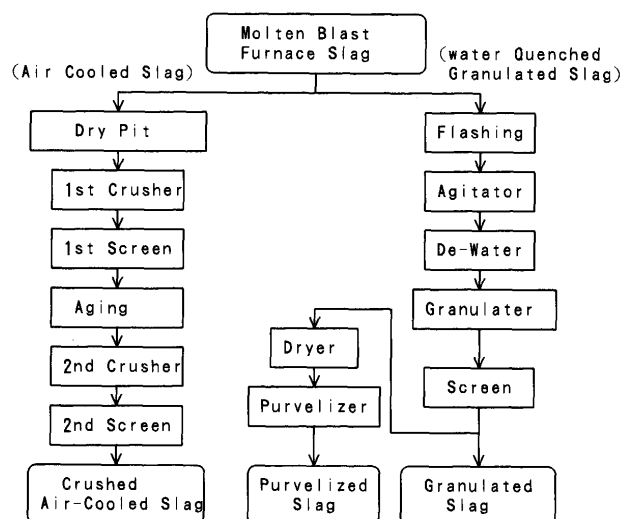 Molten Blast
Furnace Slag
(Air Cooled Slag)
(water Quenched
Granulated Slag)
Dry Pit
1st Crusher
1st Screen
Aging
2nd Crusher
2nd Screen
Crushed
Air-Cooled Slag
Flashing
Agitator
De-Water
Granulater
Screen
Dryer
Purvelizer
Purvelized
Slag
Granulated
Slag